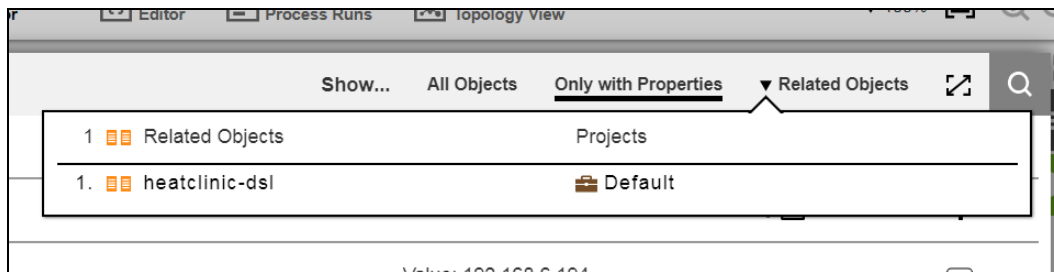 Editor Process Runs Topology View
Show... All Objects Only with Properties ▼ Related Objects
1 Related Objects Projects
1. heatclinic-dsl Default